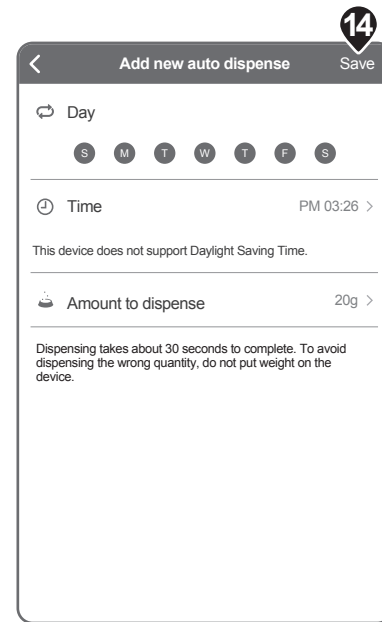 14
Add new auto dispense Save
Day
S M T W T F S
Time PM 03:26 >
This device does not support Daylight Saving Time.
Amount to dispense 20g >
Dispensing takes about 30 seconds to complete. To avoid
dispensing the wrong quantity, do not put weight on the
device.